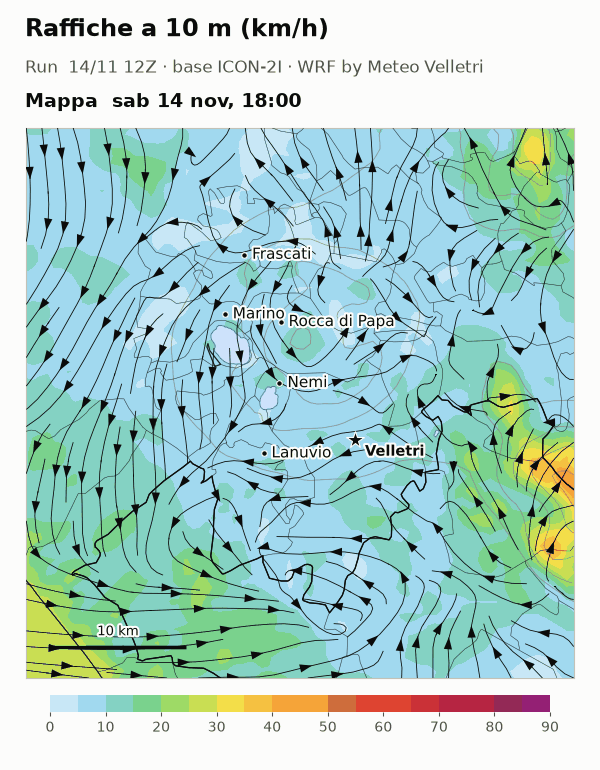 Raffiche a 10 m (km/h)
Run  14/11 12Z · base ICON-2I · WRF by Meteo Velletri
Mappa  sab 14 nov, 18:00
Frascati
Marino
Rocca di Papa
Nemi
Lanuvio
Velletri
10 km
0 10 20 30 40 50 60 70 80 90